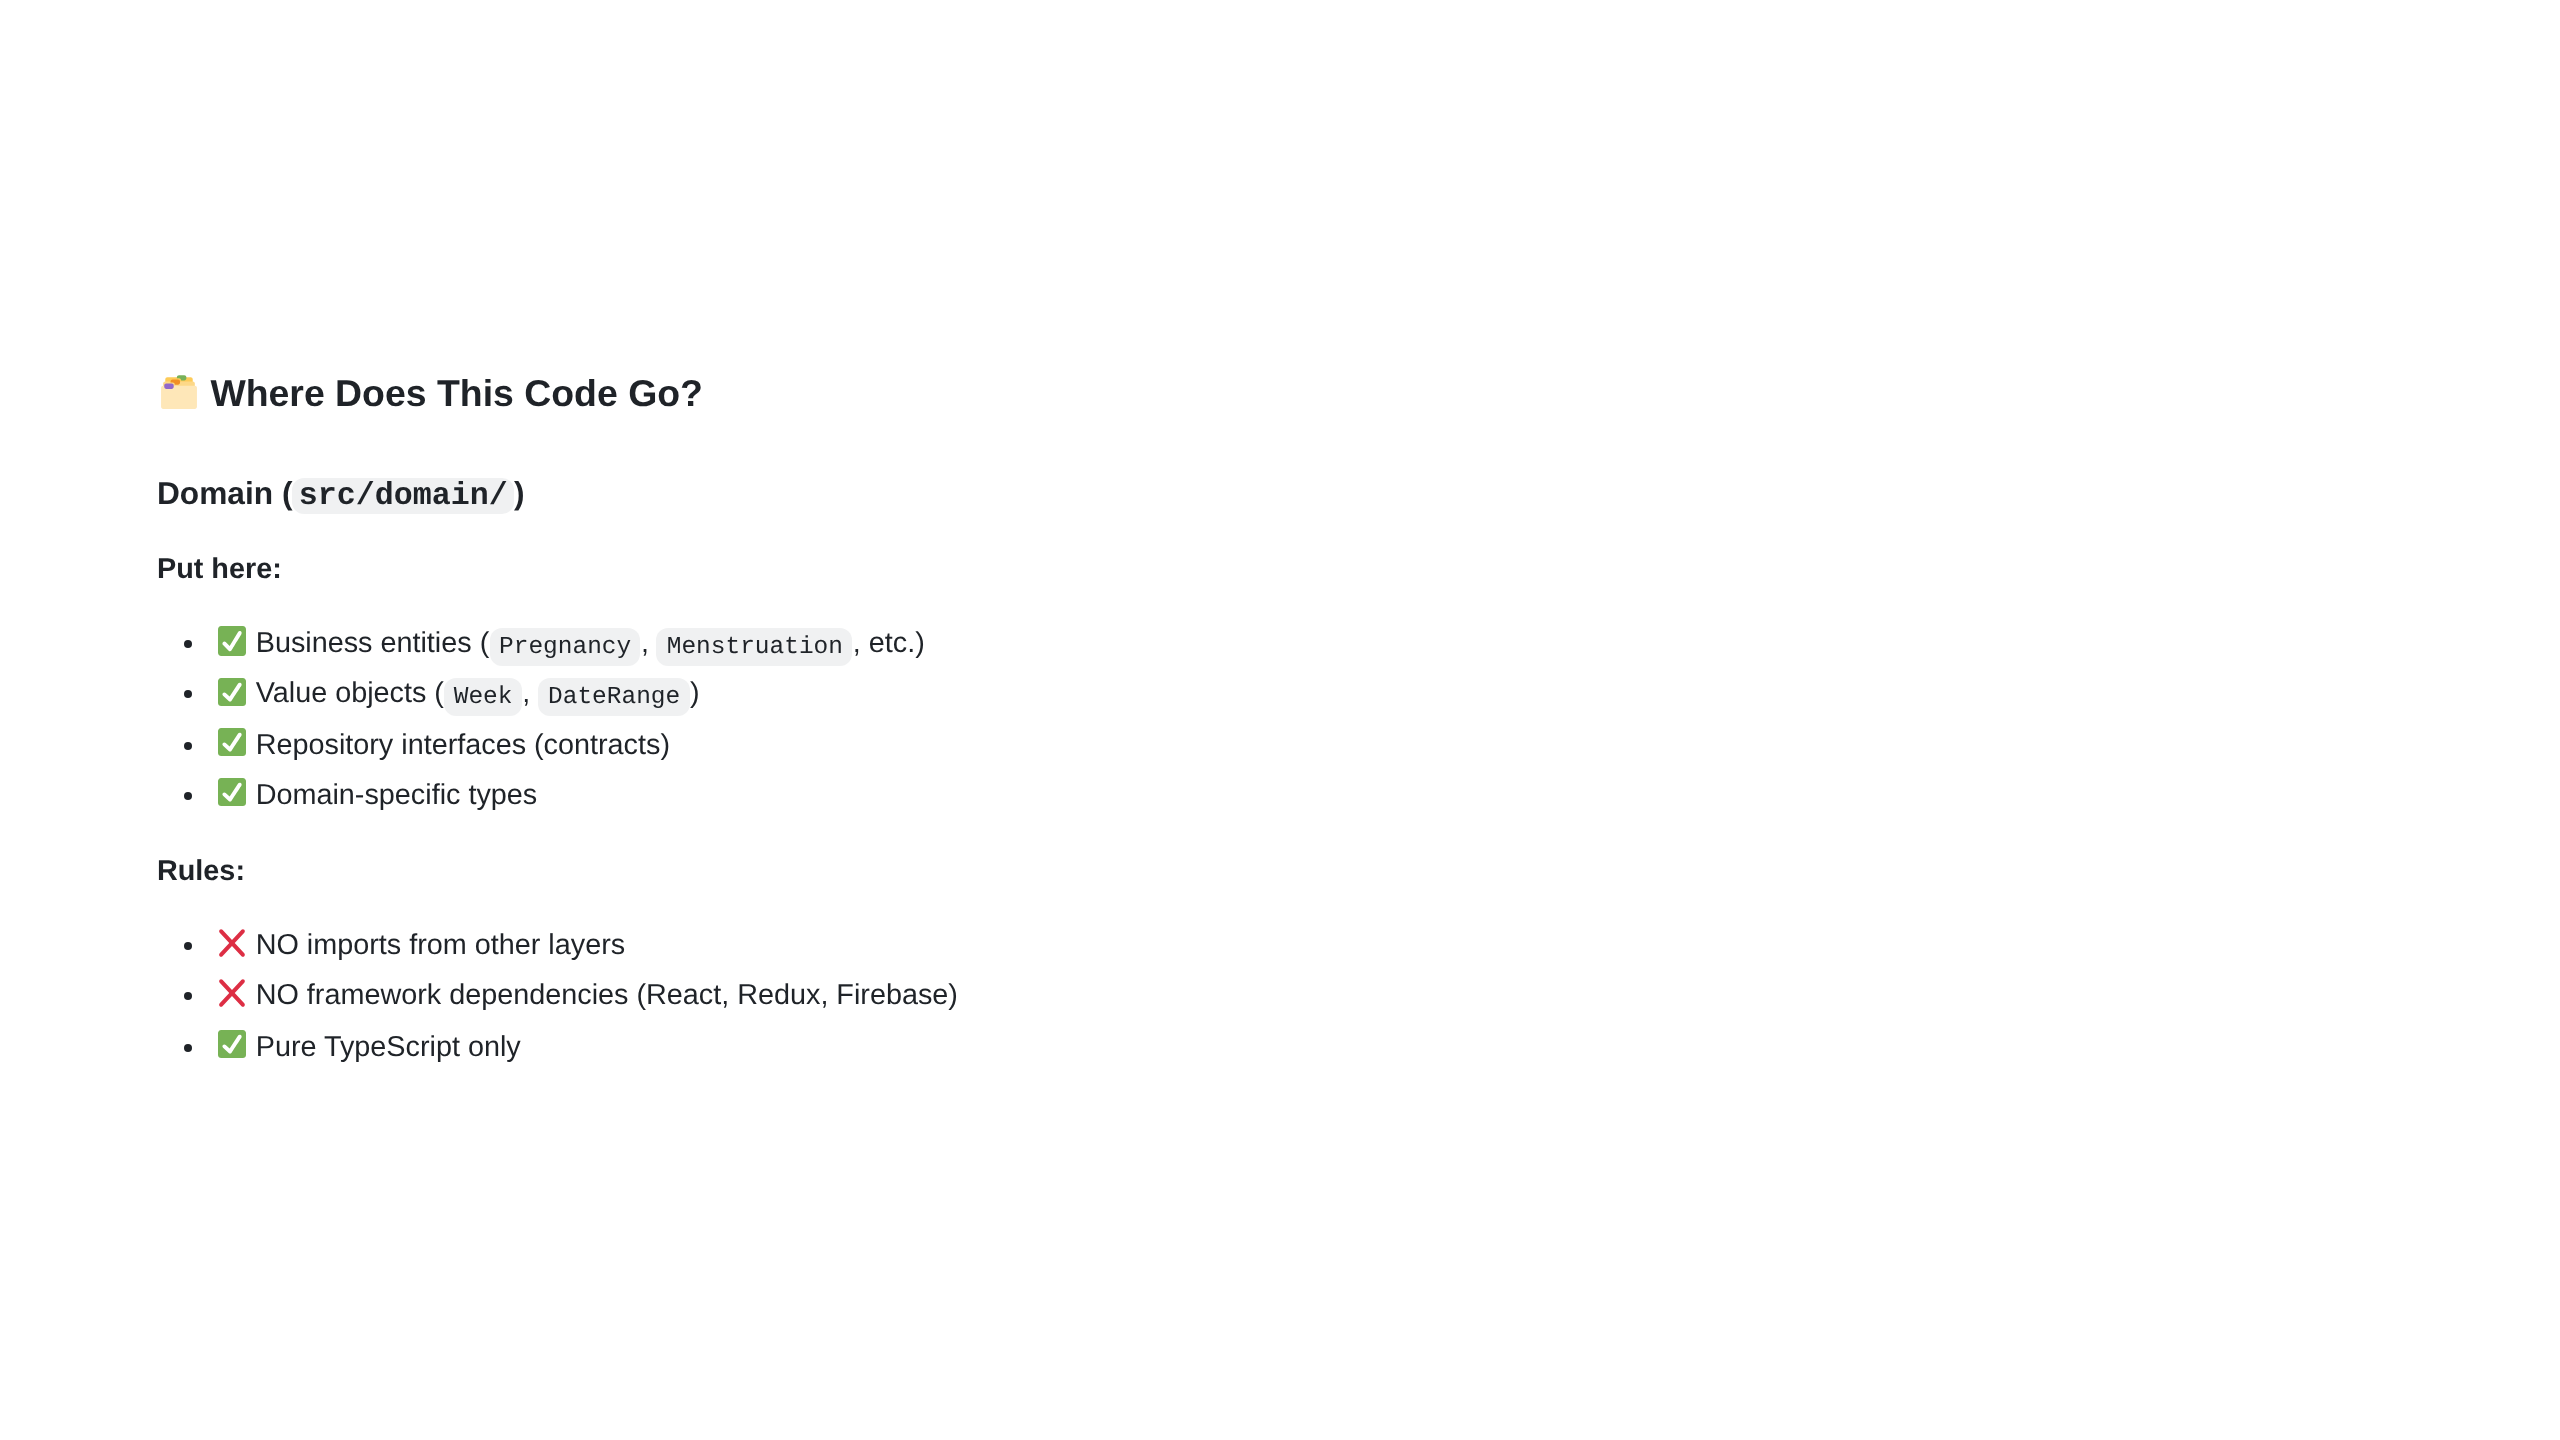 🗂️ Where Does This Code Go?
Domain (src/domain/)
Put here:
• ✅ Business entities (Pregnancy, Menstruation, etc.)
• ✅ Value objects (Week, DateRange)
• ✅ Repository interfaces (contracts)
• ✅ Domain-specific types
Rules:
• ❌ NO imports from other layers
• ❌ NO framework dependencies (React, Redux, Firebase)
• ✅ Pure TypeScript only